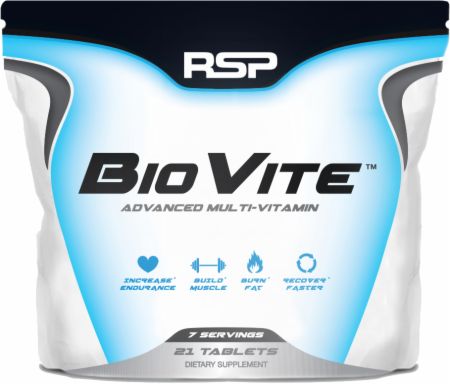 RSP
BIOVITE™
ADVANCED MULTI-VITAMIN
INCREASE* BUILD* BURN* RECOVER*
ENDURANCE MUSCLE FAT FASTER
7 SERVINGS
21 TABLETS
DIETARY SUPPLEMENT